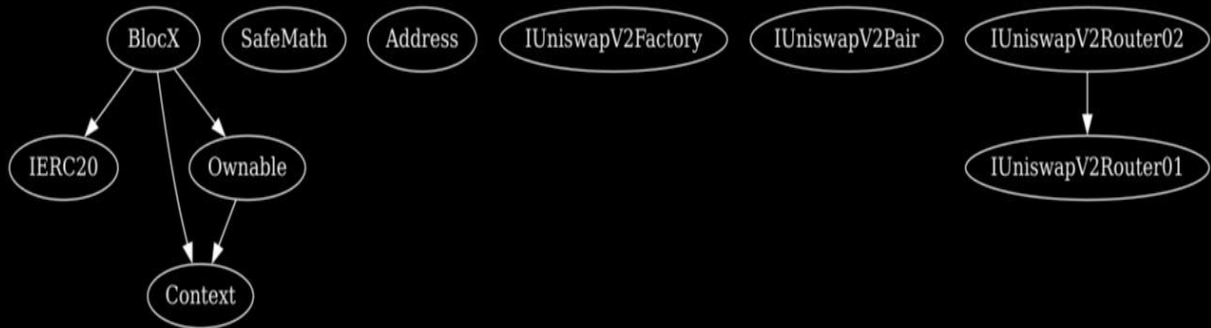 BlocX
SafeMath
Address
IUniswapV2Factory
IUniswapV2Pair
IUniswapV2Router02
IERC20
Ownable
IUniswapV2Router01
Context